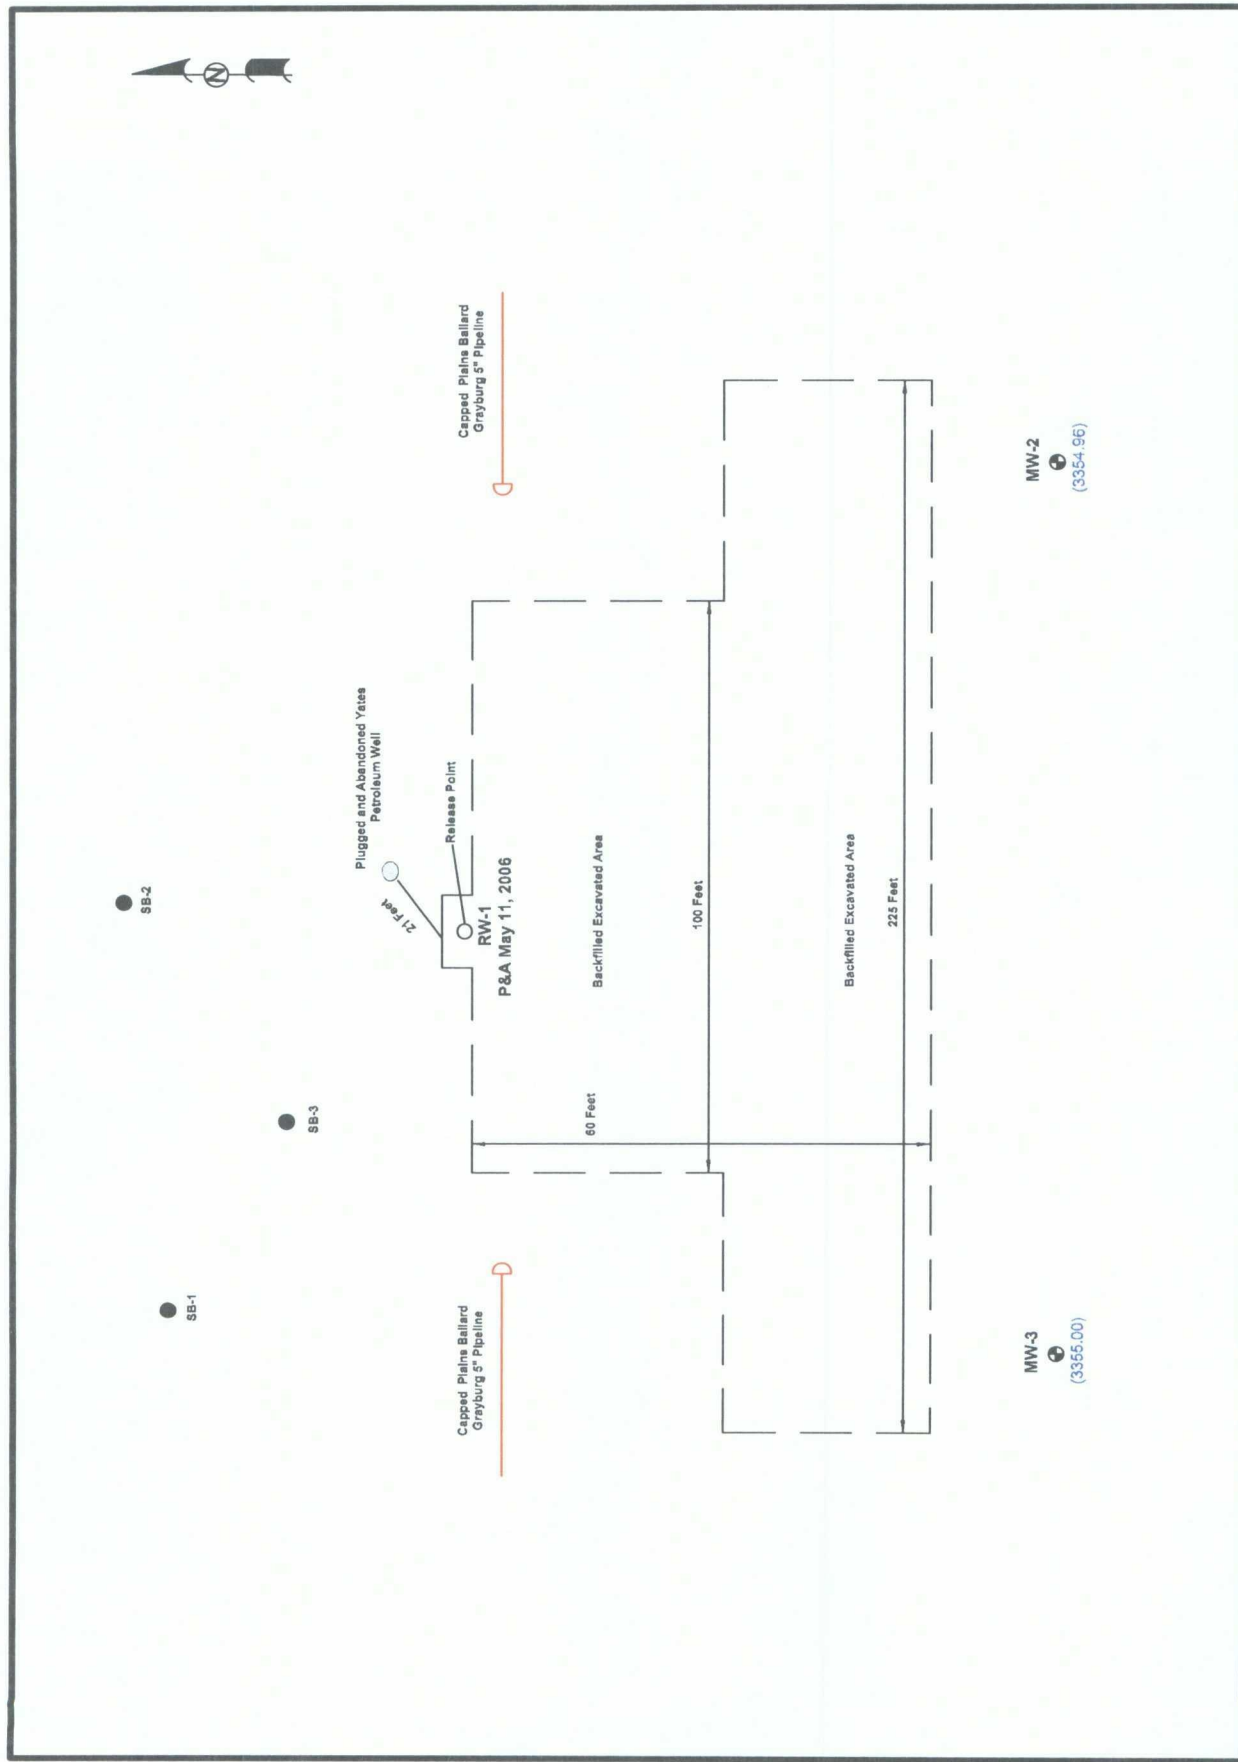 N
SB-1
SB-3
SB-2
Plugged and Abandoned Yates
Petroleum Well
21 Feet
Release Point
RW-1
P&A May 11, 2006
Capped Plains Ballard
Grayburg 5" Pipeline
Capped Plains Ballard
Grayburg 5" Pipeline
60 Feet
Backfilled Excavated Area
100 Feet
Backfilled Excavated Area
225 Feet
MW-3
(3355.00)
MW-2
(3354.96)